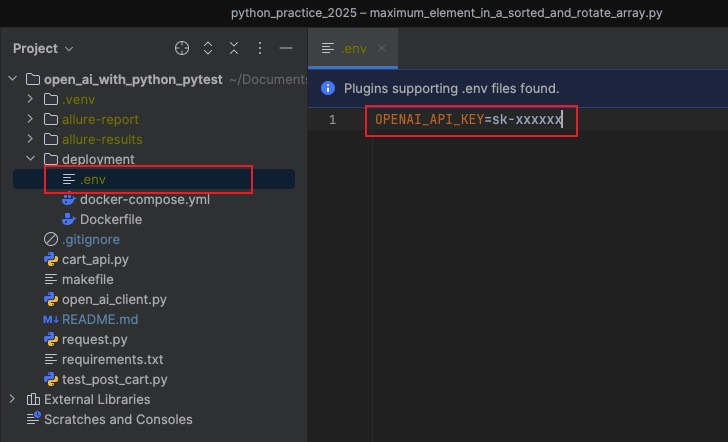 python_practice_2025 – maximum_element_in_a_sorted_and_rotate_array.py
Project
.env
open_ai_with_python_pytest ~/Documents
Plugins supporting .env files found.
.venv
1 OPENAI_API_KEY=sk-xxxxxx
allure-report
allure-results
deployment
.env
docker-compose.yml
Dockerfile
.gitignore
cart_api.py
makefile
open_ai_client.py
M↓ README.md
request.py
requirements.txt
test_post_cart.py
External Libraries
Scratches and Consoles